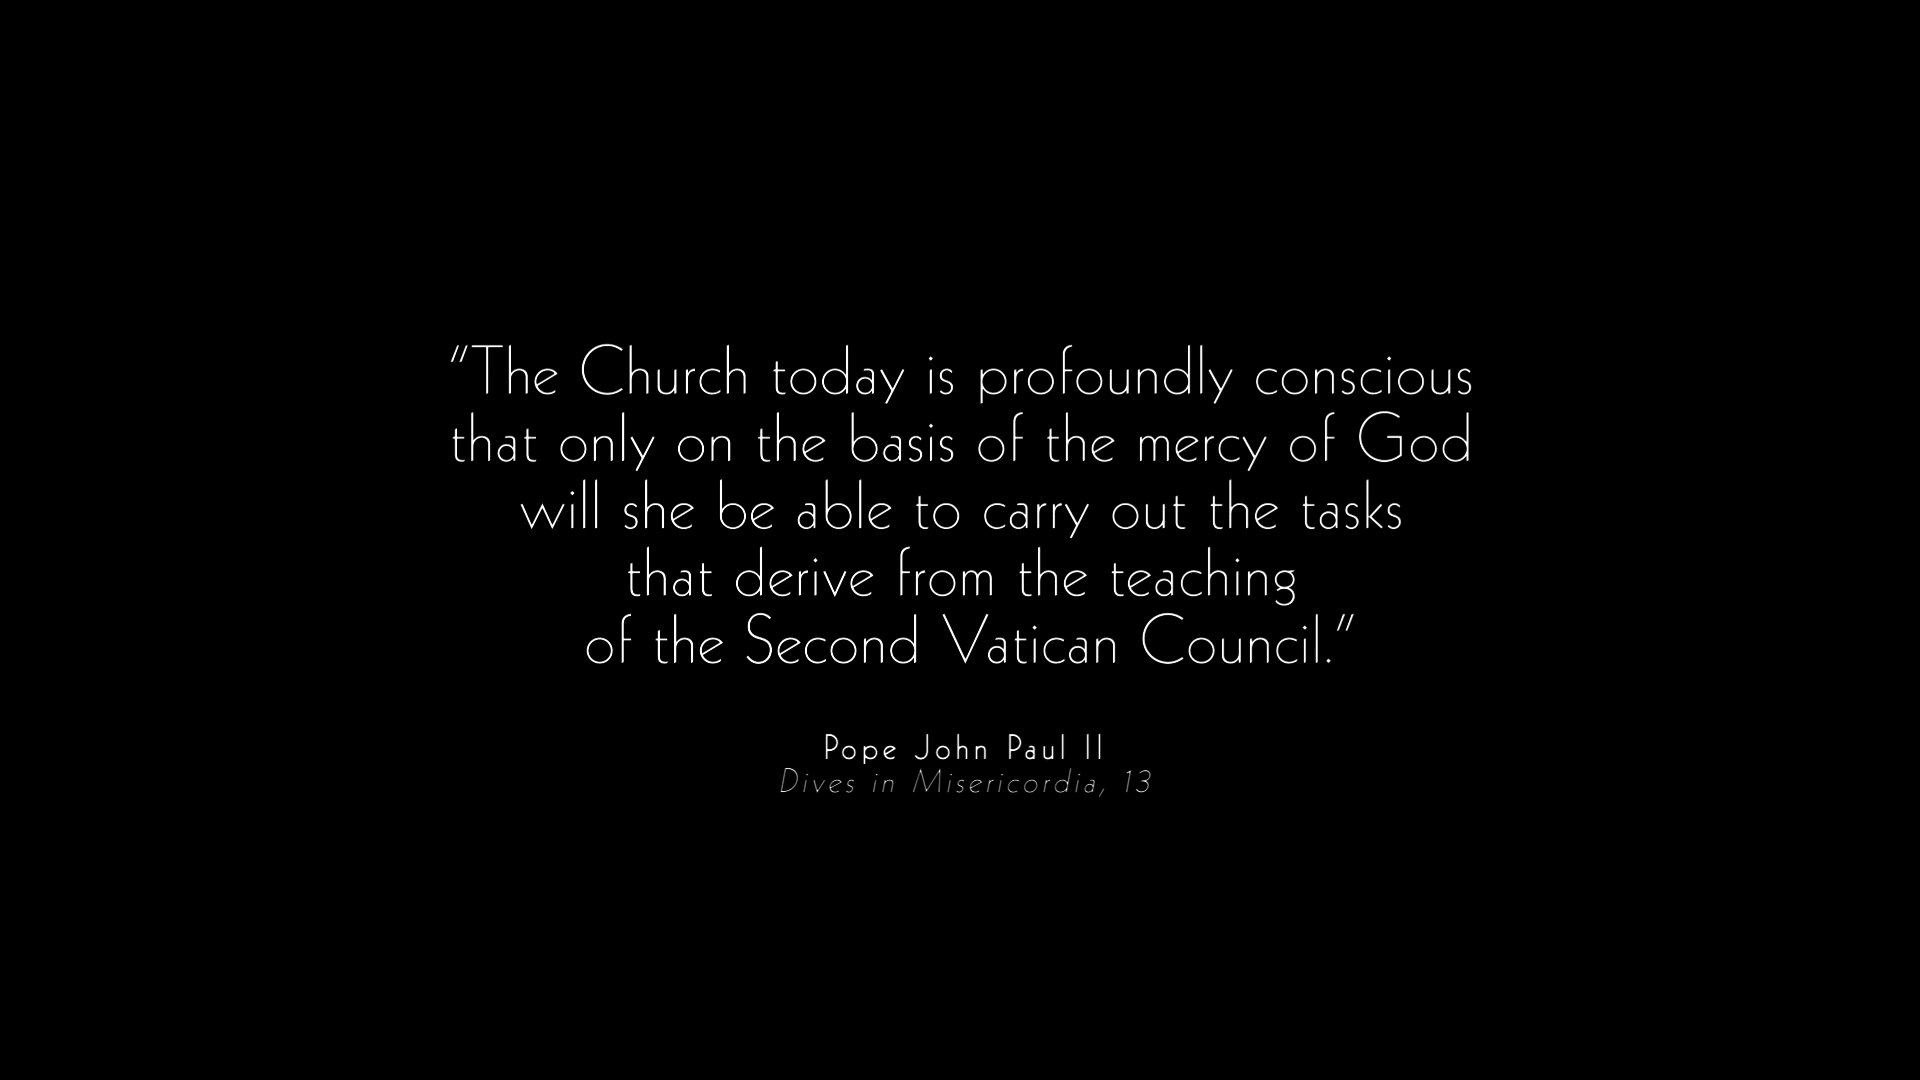 “The Church today is profoundly conscious
that only on the basis of the mercy of God
will she be able to carry out the tasks
that derive from the teaching
of the Second Vatican Council.”
Pope John Paul II
Dives in Misericordia, 13